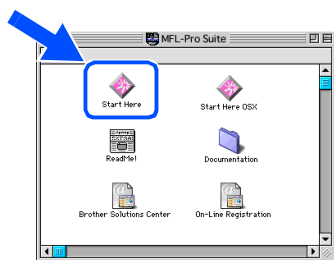 MFL-Pro Suite
Start Here
Start Here OSX
ReadMe!
Documentation
Brother Solutions Center
On-Line Registration